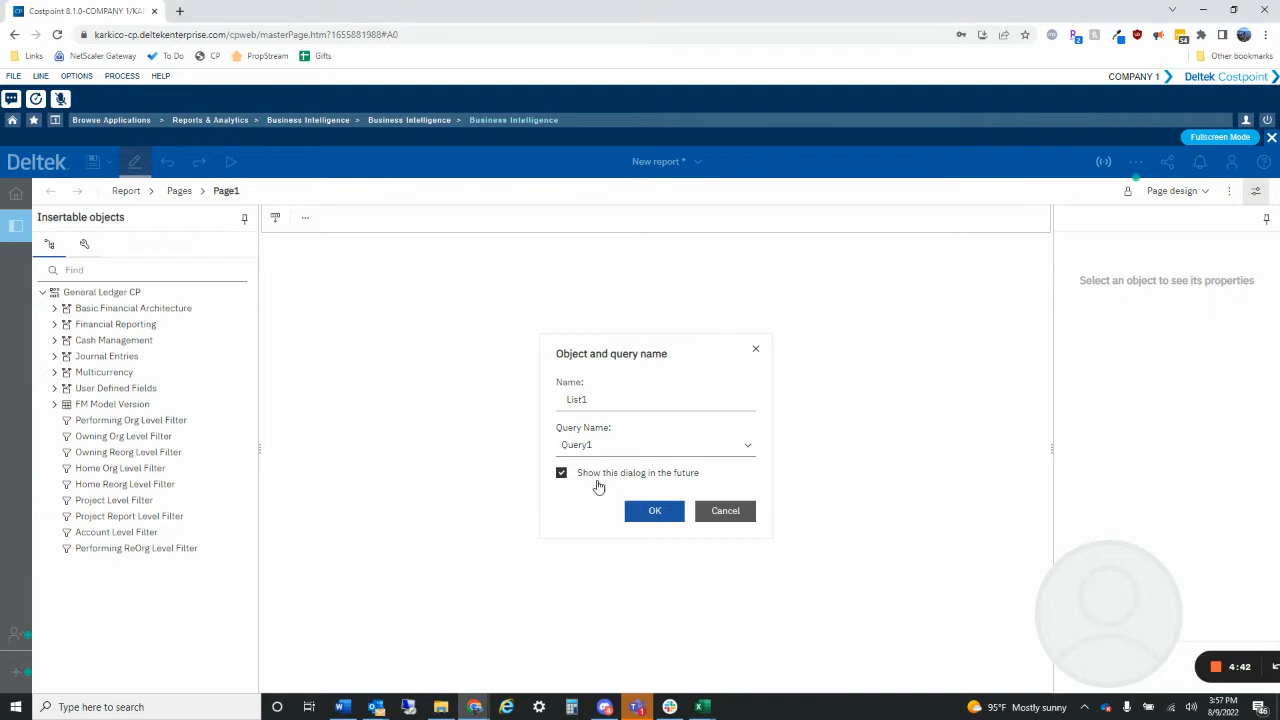 Costpoint 8.1.0-COMPANY 1/KA
karkico-cp.deltekenterprise.com/cpweb/masterPage.htm?1655881988#A0
Links
NetScaler Gateway
To Do
CP
PropStream
Gifts
Other bookmarks
FILE LINE OPTIONS PROCESS HELP
COMPANY 1
Deltek Costpoint
Browse Applications > Reports & Analytics > Business Intelligence > Business Intelligence > Business Intelligence
Fullscreen Mode
Deltek
New report *
Report > Pages > Page1
Page design
Insertable objects
Find
General Ledger CP
Basic Financial Architecture
Financial Reporting
Cash Management
Journal Entries
Multicurrency
User Defined Fields
FM Model Version
Performing Org Level Filter
Owning Org Level Filter
Owning Reorg Level Filter
Home Org Level Filter
Home Reorg Level Filter
Project Level Filter
Project Report Level Filter
Account Level Filter
Performing ReOrg Level Filter
Object and query name
Name:
List1
Query Name:
Query1
Show this dialog in the future
OK
Cancel
Select an object to see its properties
4:42
Type here to search
95°F Mostly sunny
3:57 PM
8/9/2022